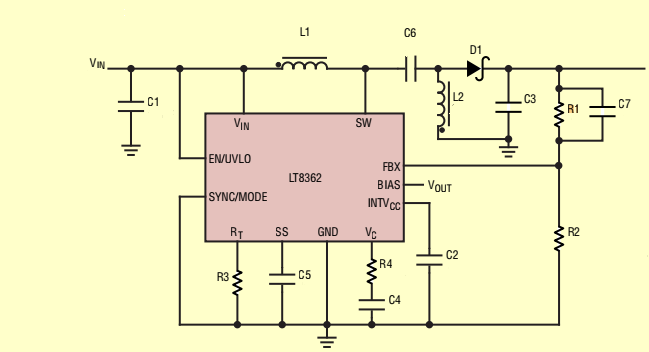 L1
C6
D1
VIN
C1
L2
C3
R1
C7
VIN
SW
EN/UVLO
LT8362
FBX
BIAS
VOUT
SYNC/MODE
INTVCC
RT
SS
GND
VC
R2
R3
C5
R4
C2
C4